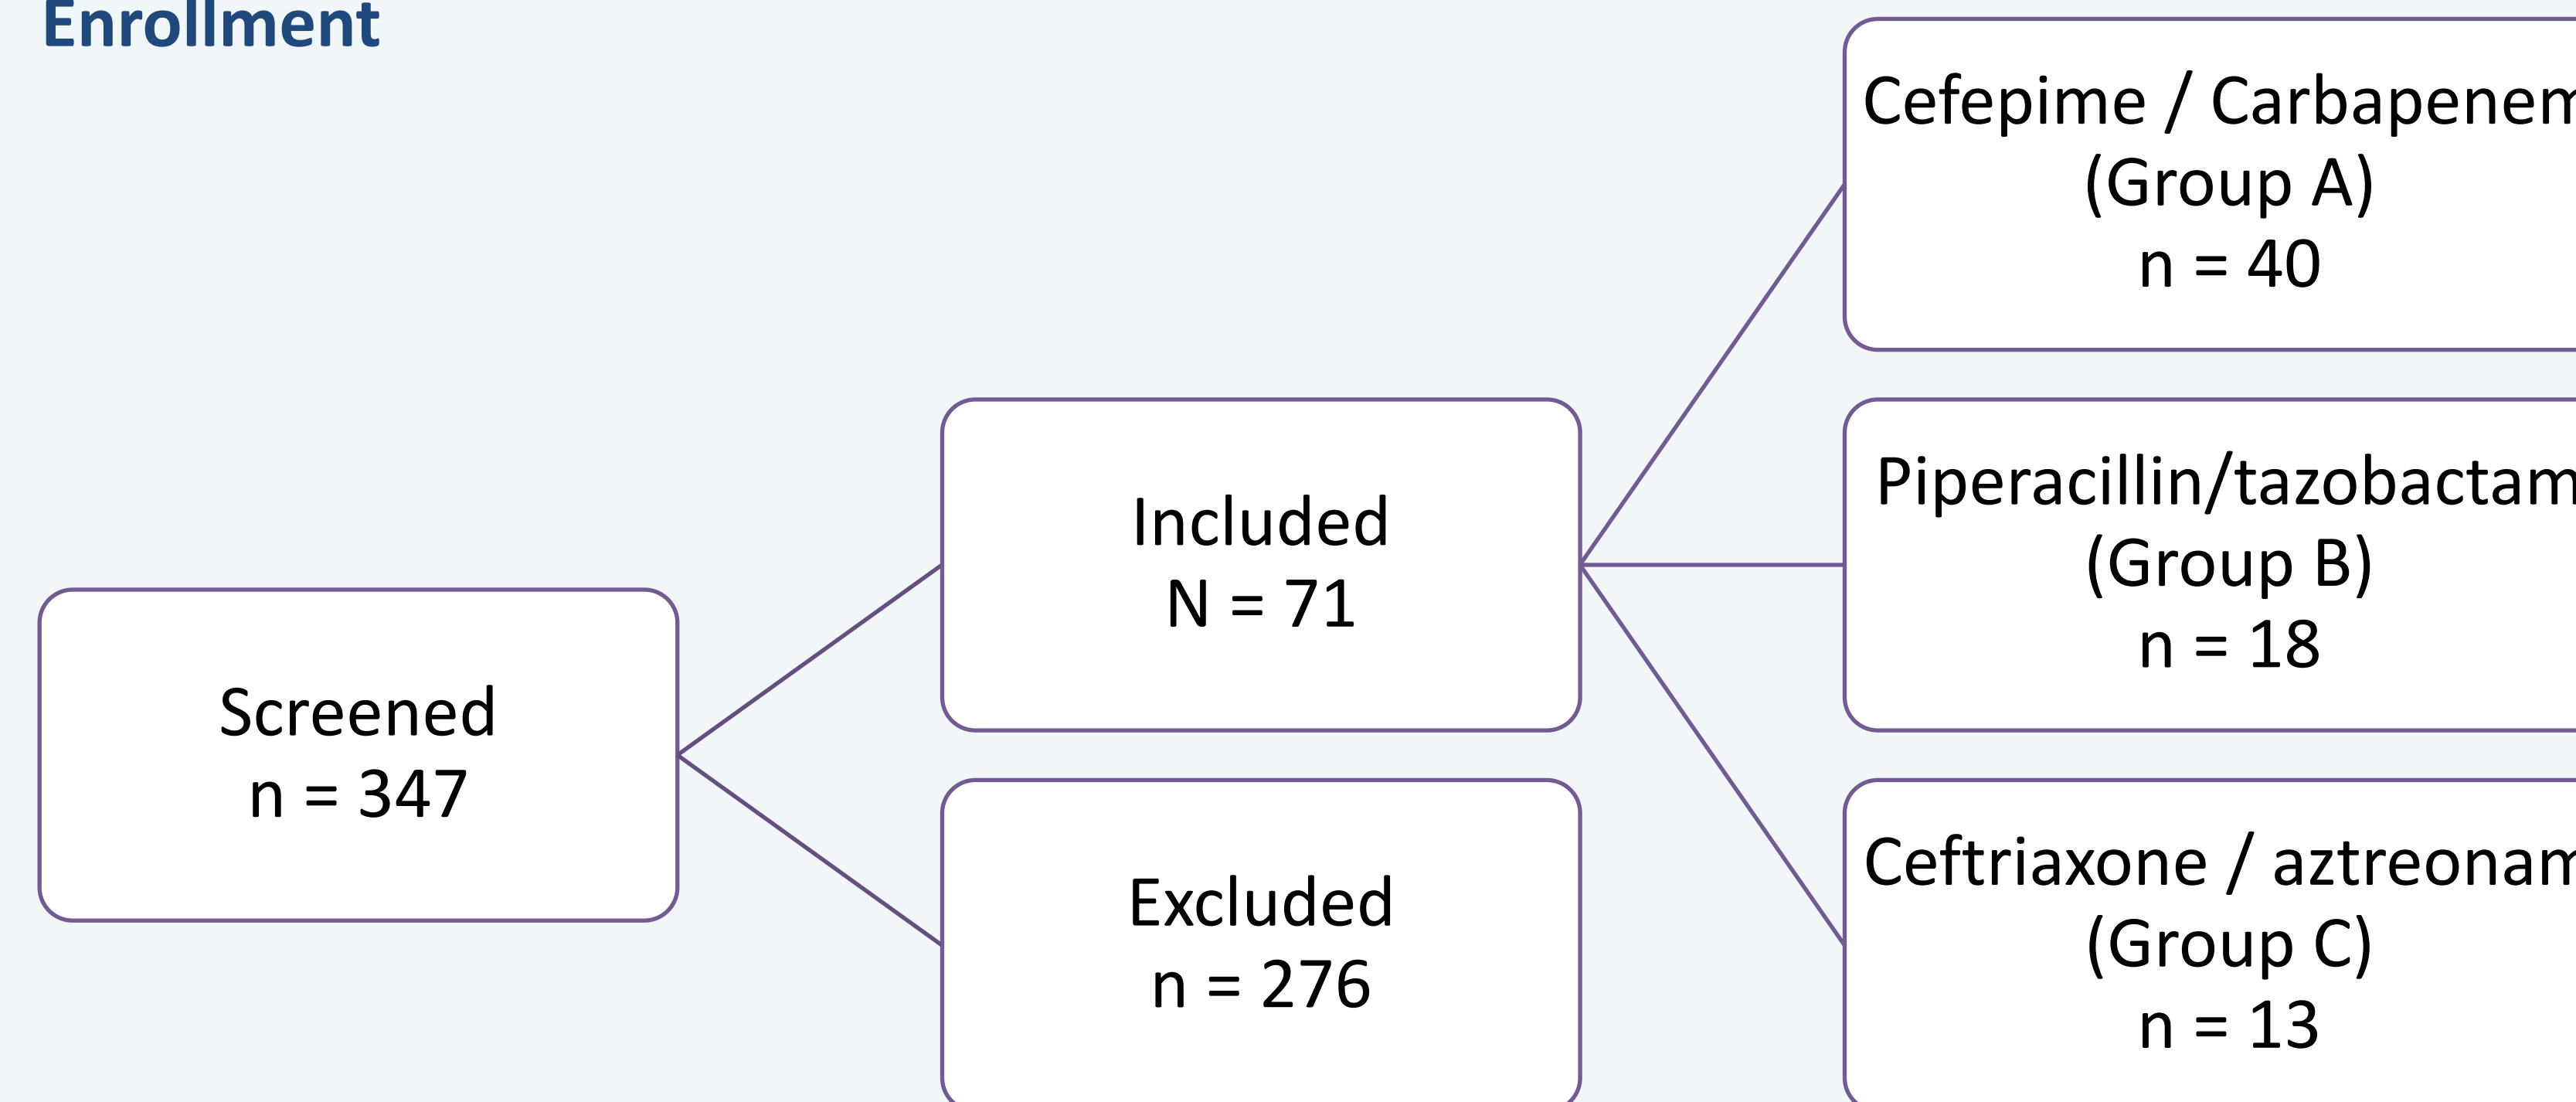 Enrollment
Screened
n = 347
Included
N = 71
Excluded
n = 276
Cefepime / Carbapenem
(Group A)
n = 40
Piperacillin/tazobactam
(Group B)
n = 18
Ceftriaxone / aztreonam
(Group C)
n = 13